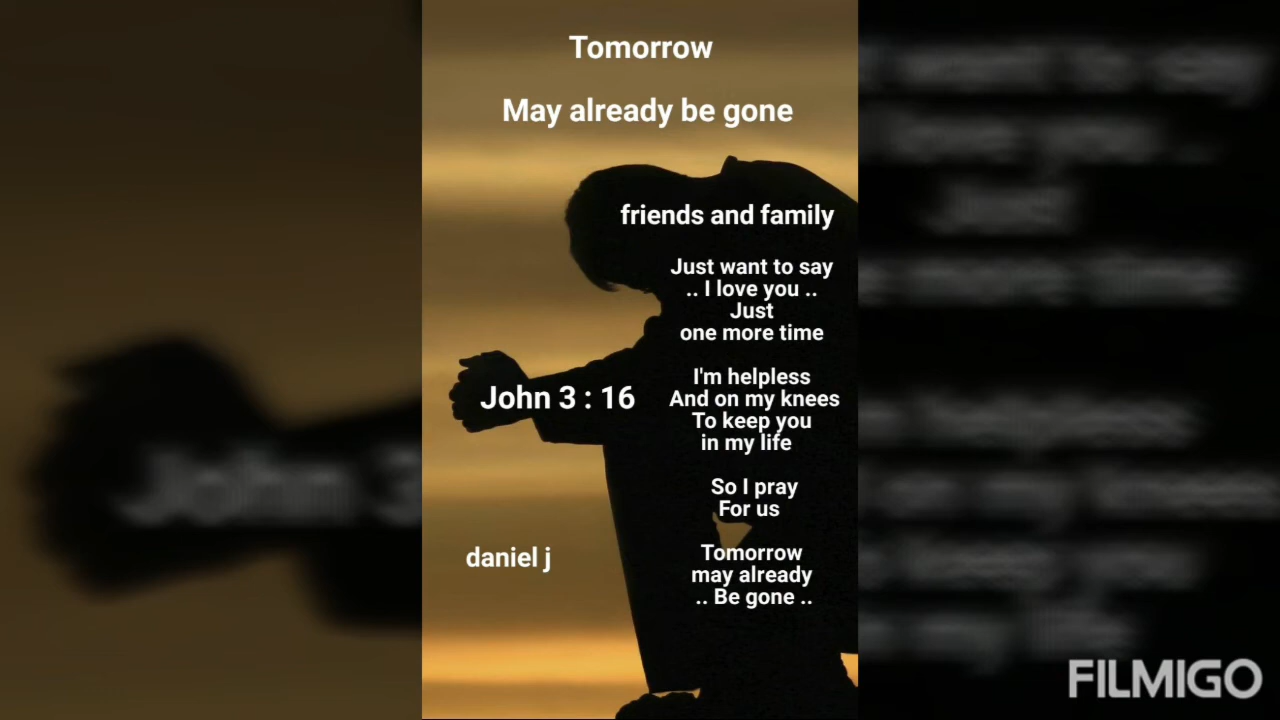 Tomorrow
May already be gone
friends and family
Just want to say
.. I love you ..
Just
one more time
I'm helpless
And on my knees
To keep you
in my life
So I pray
For us
Tomorrow
may already
.. Be gone ..
John 3 : 16
daniel j
FILMIGO